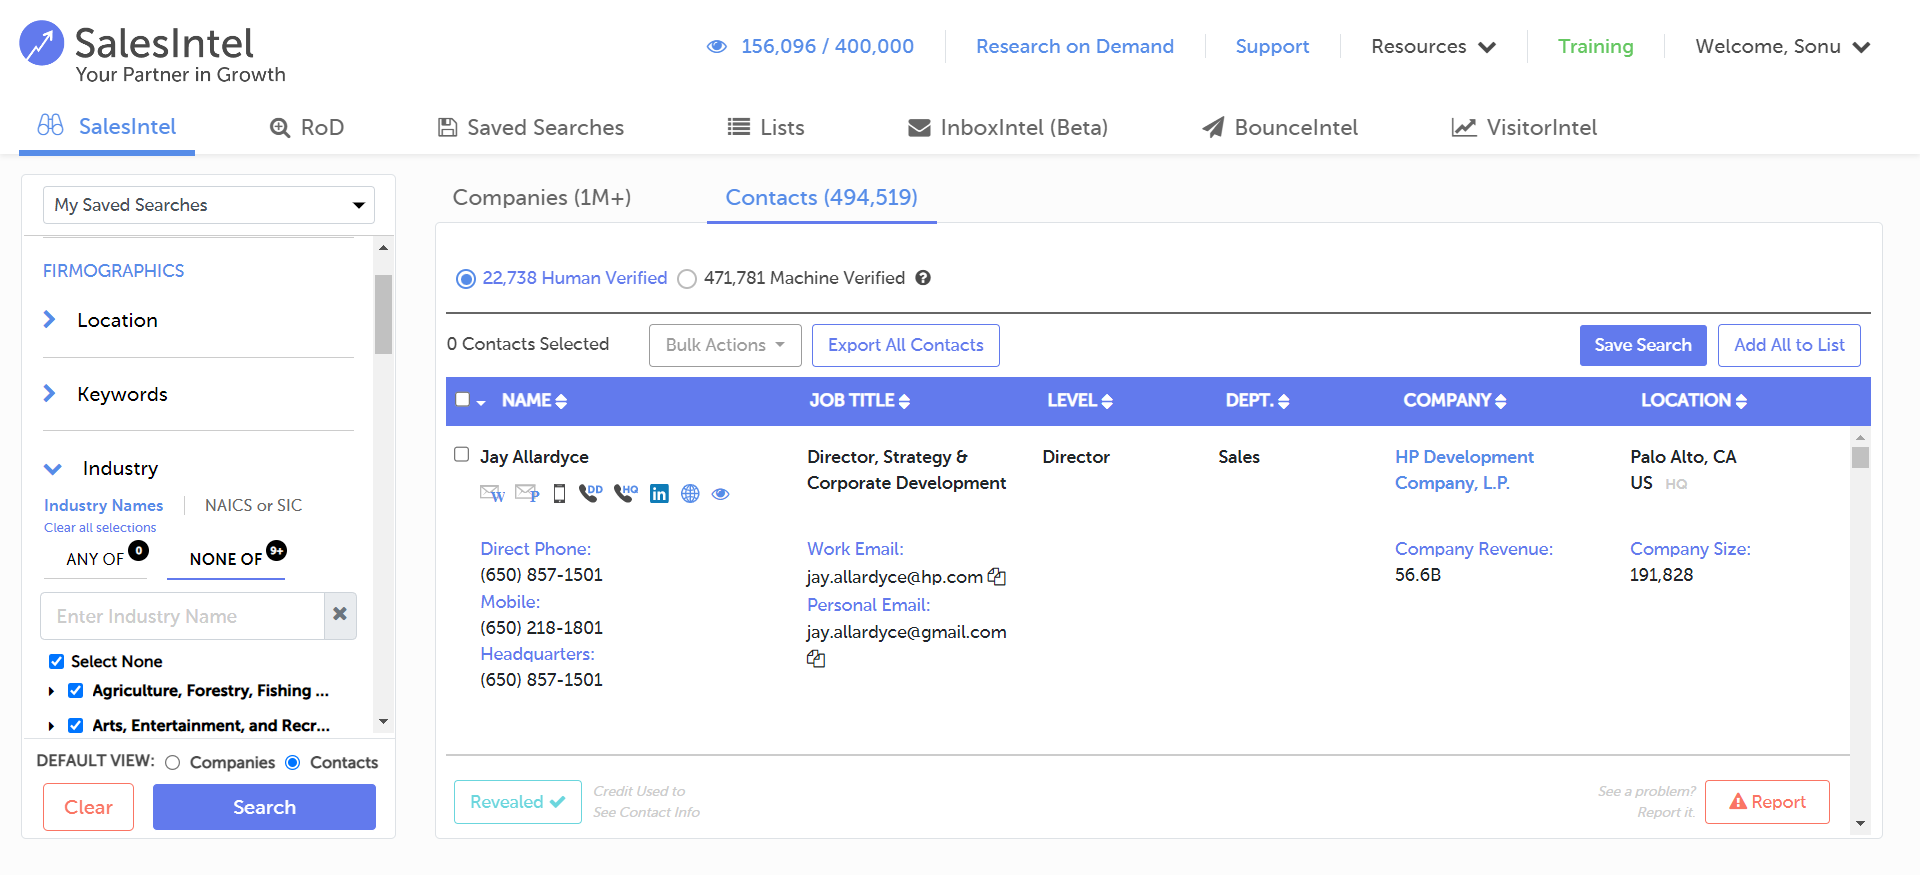 SalesIntel
Your Partner in Growth
156,096 / 400,000
Research on Demand
Support
Resources
Training
Welcome, Sonu
SalesIntel
RoD
Saved Searches
Lists
InboxIntel (Beta)
BounceIntel
VisitorIntel
My Saved Searches
FIRMOGRAPHICS
Location
Keywords
Industry
Industry Names
NAICS or SIC
Clear all selections
ANY OF 0
NONE OF 9+
Enter Industry Name
Select None
Agriculture, Forestry, Fishing ...
Arts, Entertainment, and Recr...
DEFAULT VIEW: Companies Contacts
Clear
Search
Companies (1M+)
Contacts (494,519)
22,738 Human Verified
471,781 Machine Verified ?
0 Contacts Selected
Bulk Actions
Export All Contacts
Save Search
Add All to List
NAME
JOB TITLE
LEVEL
DEPT.
COMPANY
LOCATION
Jay Allardyce
Director, Strategy &
Corporate Development
Director
Sales
HP Development
Company, L.P.
Palo Alto, CA
US HQ
W
P
DD
HQ
in
Direct Phone:
(650) 857-1501
Mobile:
(650) 218-1801
Headquarters:
(650) 857-1501
Work Email:
jay.allardyce@hp.com
Personal Email:
jay.allardyce@gmail.com
Company Revenue:
56.6B
Company Size:
191,828
Revealed
Credit Used to
See Contact Info
See a problem?
Report it.
Report